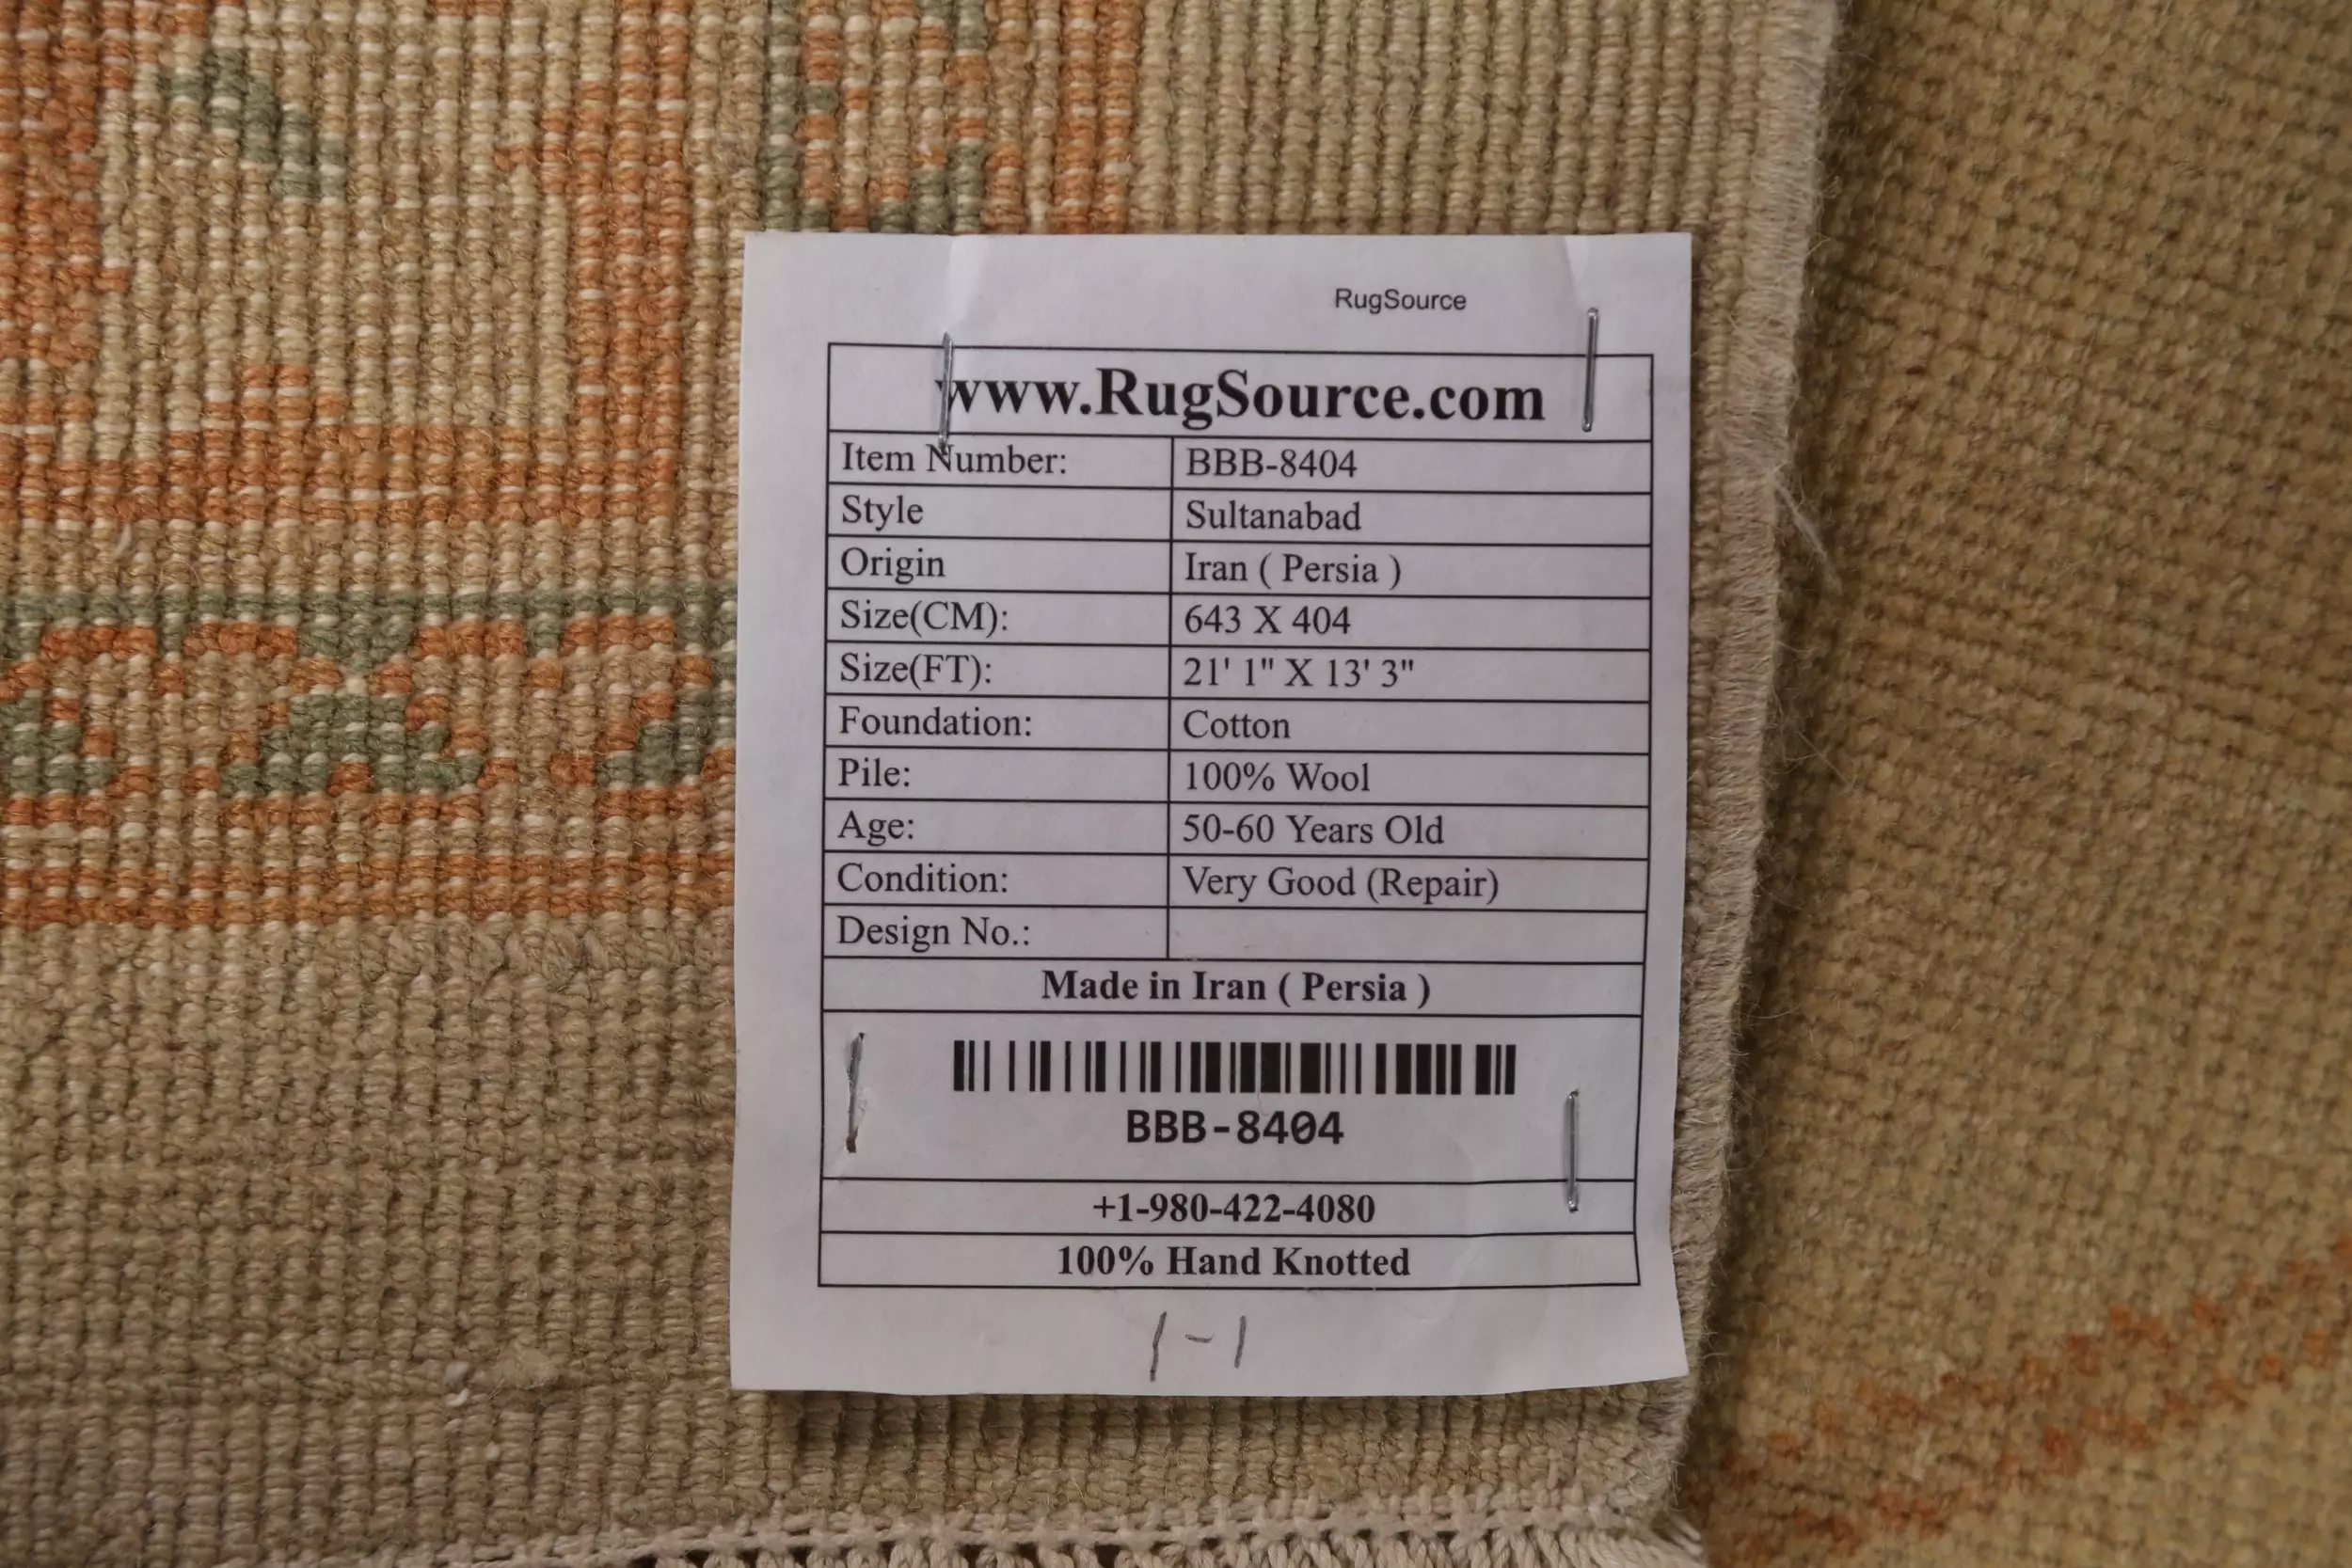 RugSource
www.RugSource.com
Item Number: BBB-8404
Style Sultanabad
Origin Iran ( Persia )
Size(CM): 643 X 404
Size(FT): 21' 1" X 13' 3"
Foundation: Cotton
Pile: 100% Wool
Age: 50-60 Years Old
Condition: Very Good (Repair)
Design No.:
Made in Iran ( Persia )
BBB-8404
+1-980-422-4080
100% Hand Knotted
1-1